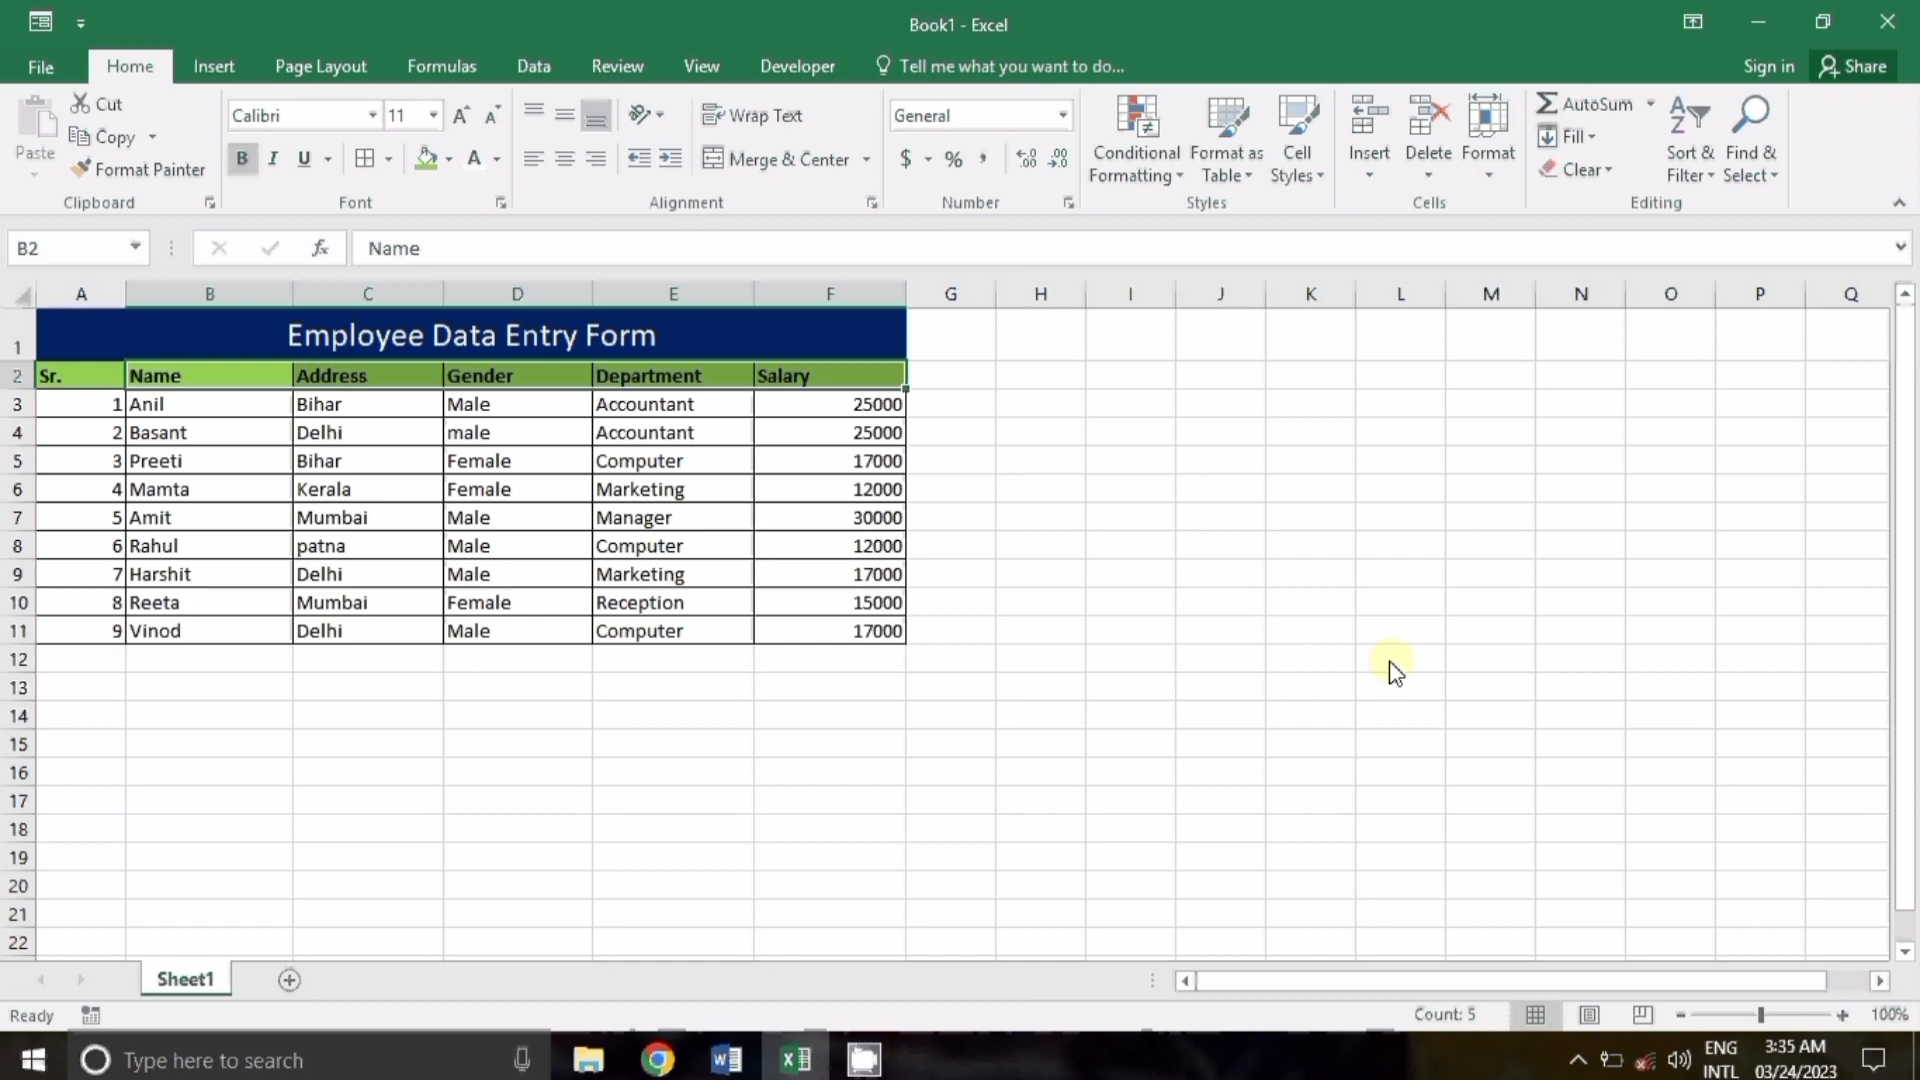 Book1 - Excel
File Home Insert Page Layout Formulas Data Review View Developer Tell me what you want to do... Sign in Share
Paste Cut Copy Format Painter Clipboard
Calibri 11 A A B I U A Font
Wrap Text Merge & Center Alignment
General $ % , .0 .00 .00 .0 Number
Conditional Formatting Format as Table Cell Styles Styles
Insert Delete Format Cells
AutoSum Fill Clear Sort & Filter Find & Select Editing
B2 fx Name
A B C D E F G H I J K L M N O P Q
1 Employee Data Entry Form
2 Sr. Name Address Gender Department Salary
3 1 Anil Bihar Male Accountant 25000
4 2 Basant Delhi male Accountant 25000
5 3 Preeti Bihar Female Computer 17000
6 4 Mamta Kerala Female Marketing 12000
7 5 Amit Mumbai Male Manager 30000
8 6 Rahul patna Male Computer 12000
9 7 Harshit Delhi Male Marketing 17000
10 8 Reeta Mumbai Female Reception 15000
11 9 Vinod Delhi Male Computer 17000
12
13
14
15
16
17
18
19
20
21
22
Sheet1
Ready Count: 5 100%
Type here to search ENG INTL 3:35 AM 03/24/2023